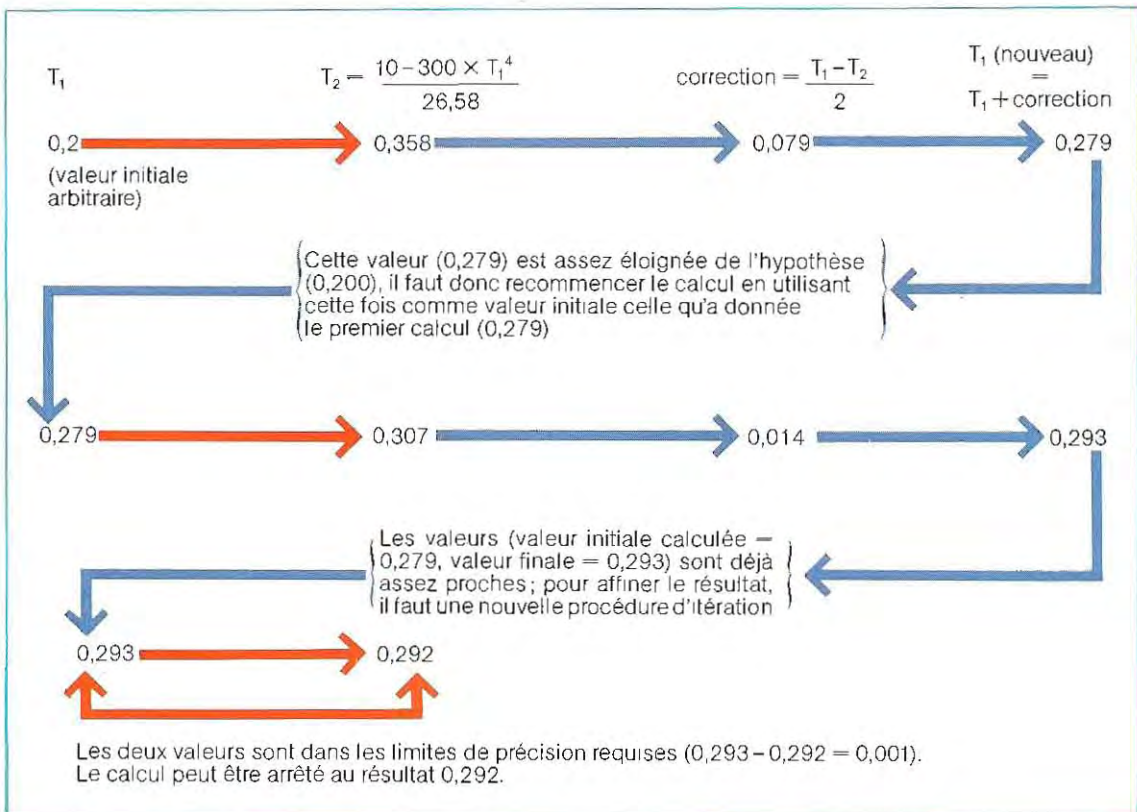 T₁
T₂ = (10–300 × T₁⁴) / 26,58
correction = (T₁–T₂) / 2
T₁ (nouveau)
=
T₁+correction
0,2 0,358 0,079 0,279
(valeur initiale
arbitraire)
Cette valeur (0,279) est assez éloignée de l'hypothèse
(0,200), il faut donc recommencer le calcul en utilisant
cette fois comme valeur initiale celle qu'a donnée
le premier calcul (0,279)
0,279 0,307 0,014 0,293
Les valeurs (valeur initiale calculée =
0,279, valeur finale = 0,293) sont déjà
assez proches; pour affiner le résultat,
il faut une nouvelle procédure d'itération
0,293 0,292
Les deux valeurs sont dans les limites de précision requises (0,293–0,292 = 0,001).
Le calcul peut être arrêté au résultat 0,292.